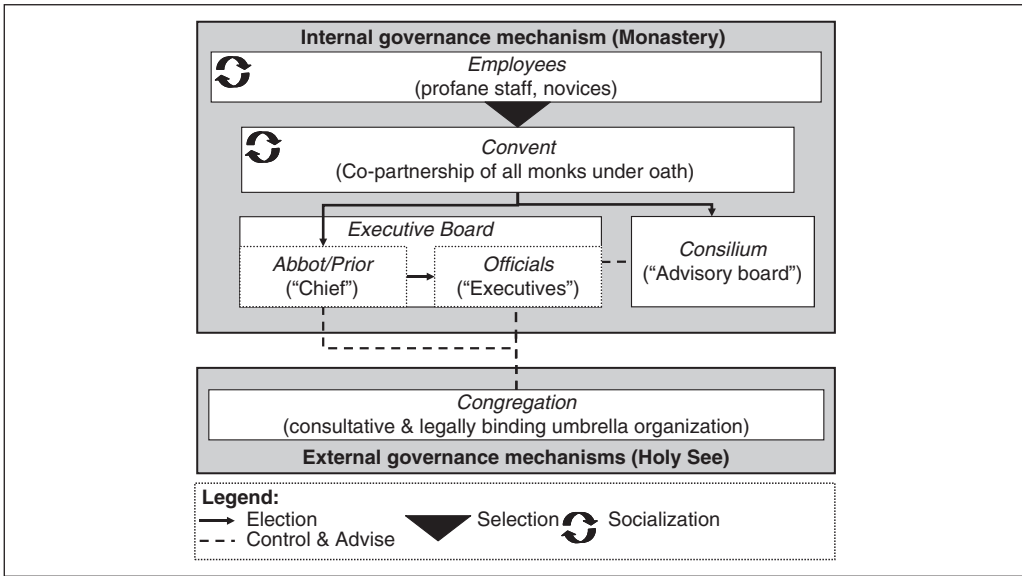 Internal governance mechanism (Monastery)
Employees
(profane staff, novices)
Convent
(Co-partnership of all monks under oath)
Executive Board
Abbot/Prior
(“Chief”)
Officials
(“Executives”)
Consilium
(“Advisory board”)
Congregation
(consultative & legally binding umbrella organization)
External governance mechanisms (Holy See)
Legend:
Election
Selection
Socialization
Control & Advise